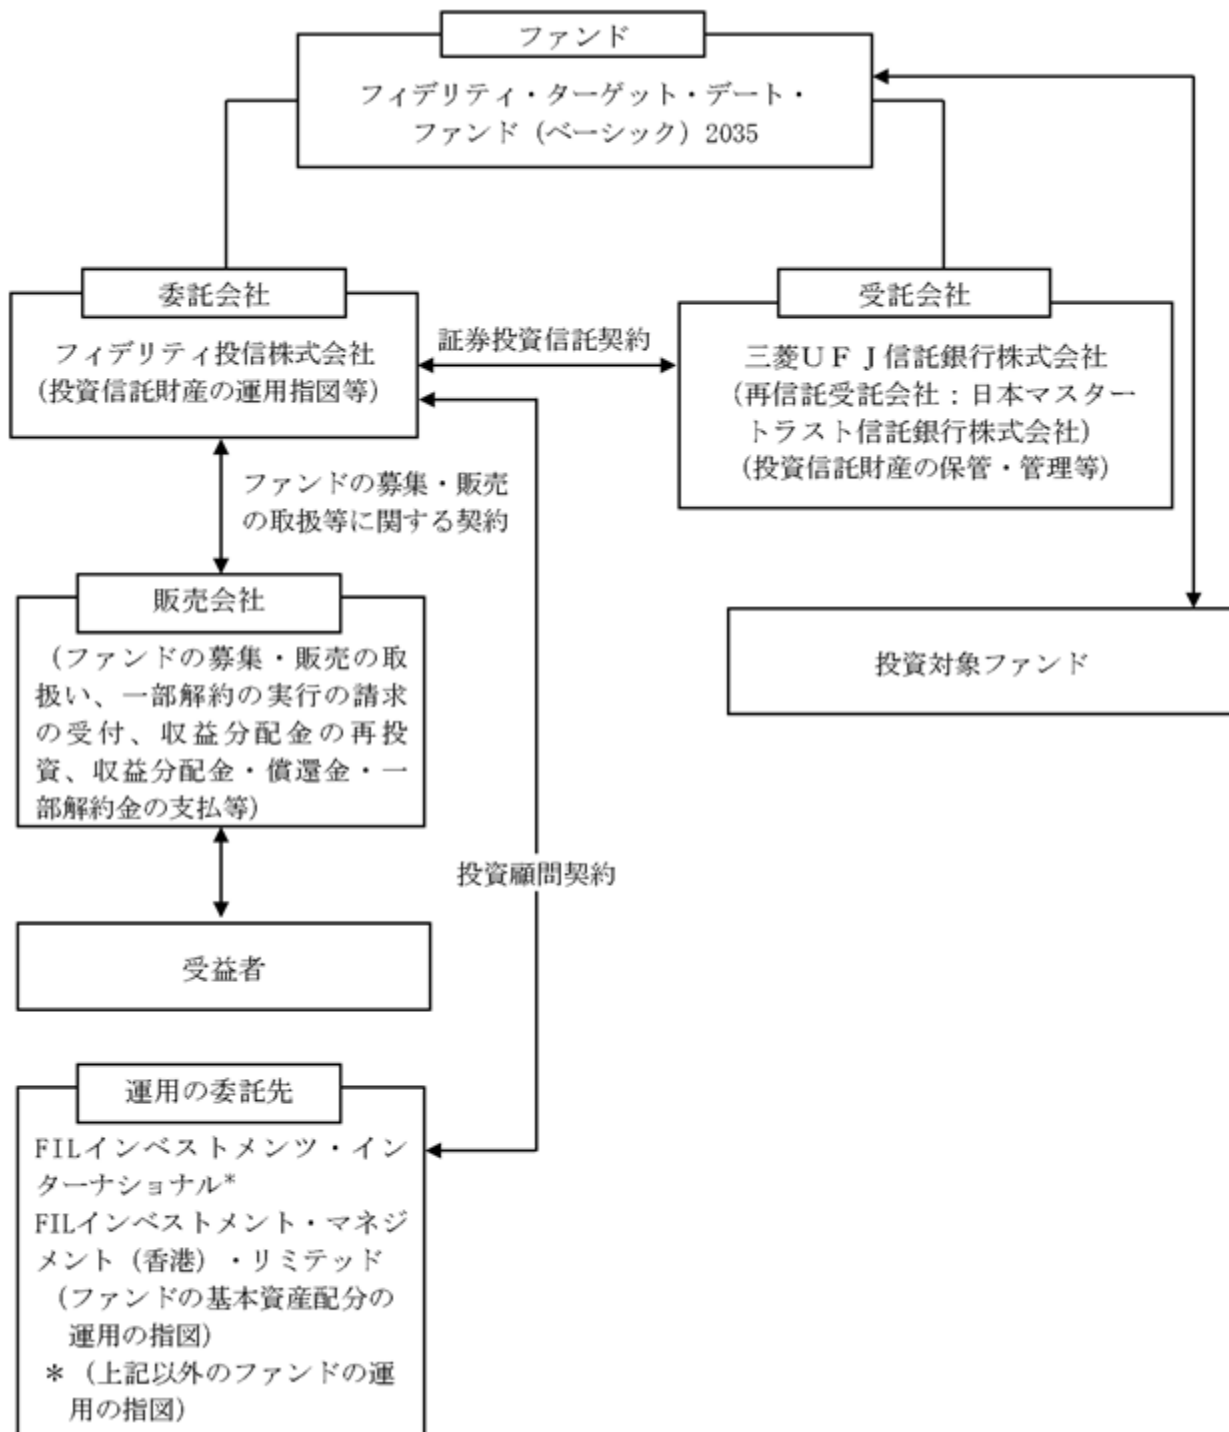 ファンド
フィデリティ・ターゲット・デート・
ファンド（ベーシック）2035
委託会社
フィデリティ投信株式会社
（投資信託財産の運用指図等）
証券投資信託契約
受託会社
三菱ＵＦＪ信託銀行株式会社
（再信託受託会社：日本マスター
トラスト信託銀行株式会社）
（投資信託財産の保管・管理等）
ファンドの募集・販売
の取扱等に関する契約
販売会社
（ファンドの募集・販売の取
扱い、一部解約の実行の請求
の受付、収益分配金の再投
資、収益分配金・償還金・一
部解約金の支払等）
投資対象ファンド
投資顧問契約
受益者
運用の委託先
FILインベストメンツ・イン
ターナショナル*
FILインベストメント・マネジ
メント（香港）・リミテッド
（ファンドの基本資産配分の
運用の指図）
＊（上記以外のファンドの運
用の指図）